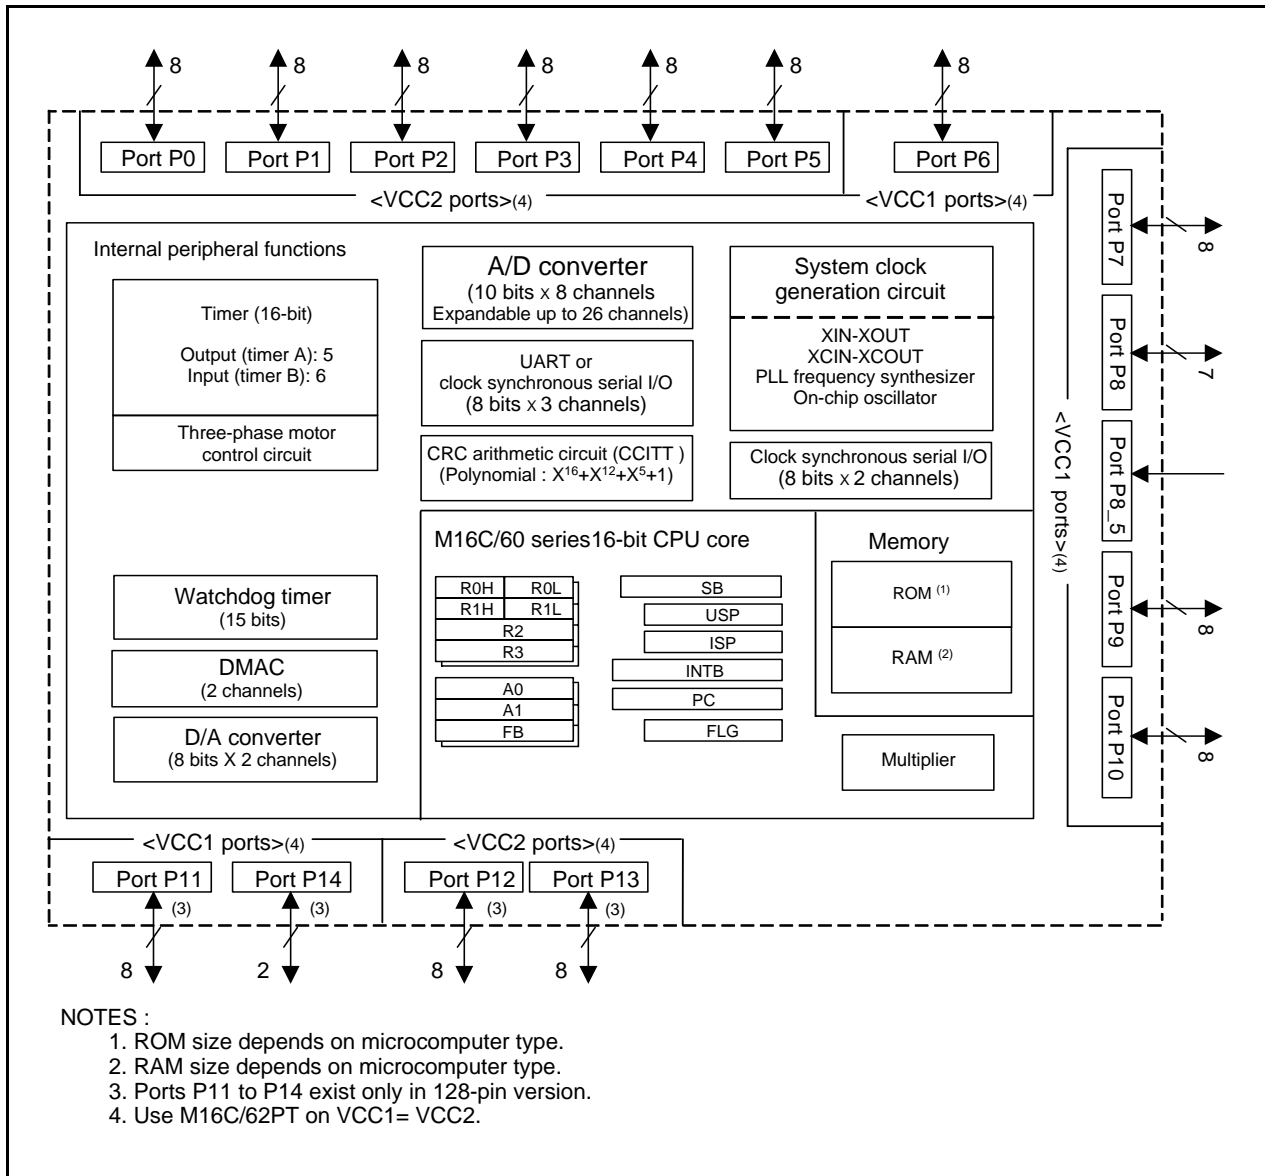 8 8 8 8 8 8 8
Port P0 Port P1 Port P2 Port P3 Port P4 Port P5 Port P6
<VCC2 ports>(4) <VCC1 ports>(4)
Internal peripheral functions
Timer (16-bit)
Output (timer A): 5
Input (timer B): 6
Three-phase motor
control circuit
Watchdog timer
(15 bits)
DMAC
(2 channels)
D/A converter
(8 bits X 2 channels)
A/D converter
(10 bits x 8 channels
Expandable up to 26 channels)
UART or
clock synchronous serial I/O
(8 bits x 3 channels)
CRC arithmetic circuit (CCITT )
(Polynomial : X16+X12+X5+1)
System clock
generation circuit
XIN-XOUT
XCIN-XCOUT
PLL frequency synthesizer
On-chip oscillator
Clock synchronous serial I/O
(8 bits x 2 channels)
M16C/60 series16-bit CPU core
R0H R0L
R1H R1L
R2
R3
A0
A1
FB
SB
USP
ISP
INTB
PC
FLG
Memory
ROM (1)
RAM (2)
Multiplier
<VCC1 ports>(4)
Port P7 8
Port P8 7
Port P8_5
Port P9 8
Port P10 8
<VCC1 ports>(4) <VCC2 ports>(4)
Port P11 Port P14 Port P12 Port P13
(3) (3) (3) (3)
8 2 8 8
NOTES :
1. ROM size depends on microcomputer type.
2. RAM size depends on microcomputer type.
3. Ports P11 to P14 exist only in 128-pin version.
4. Use M16C/62PT on VCC1= VCC2.